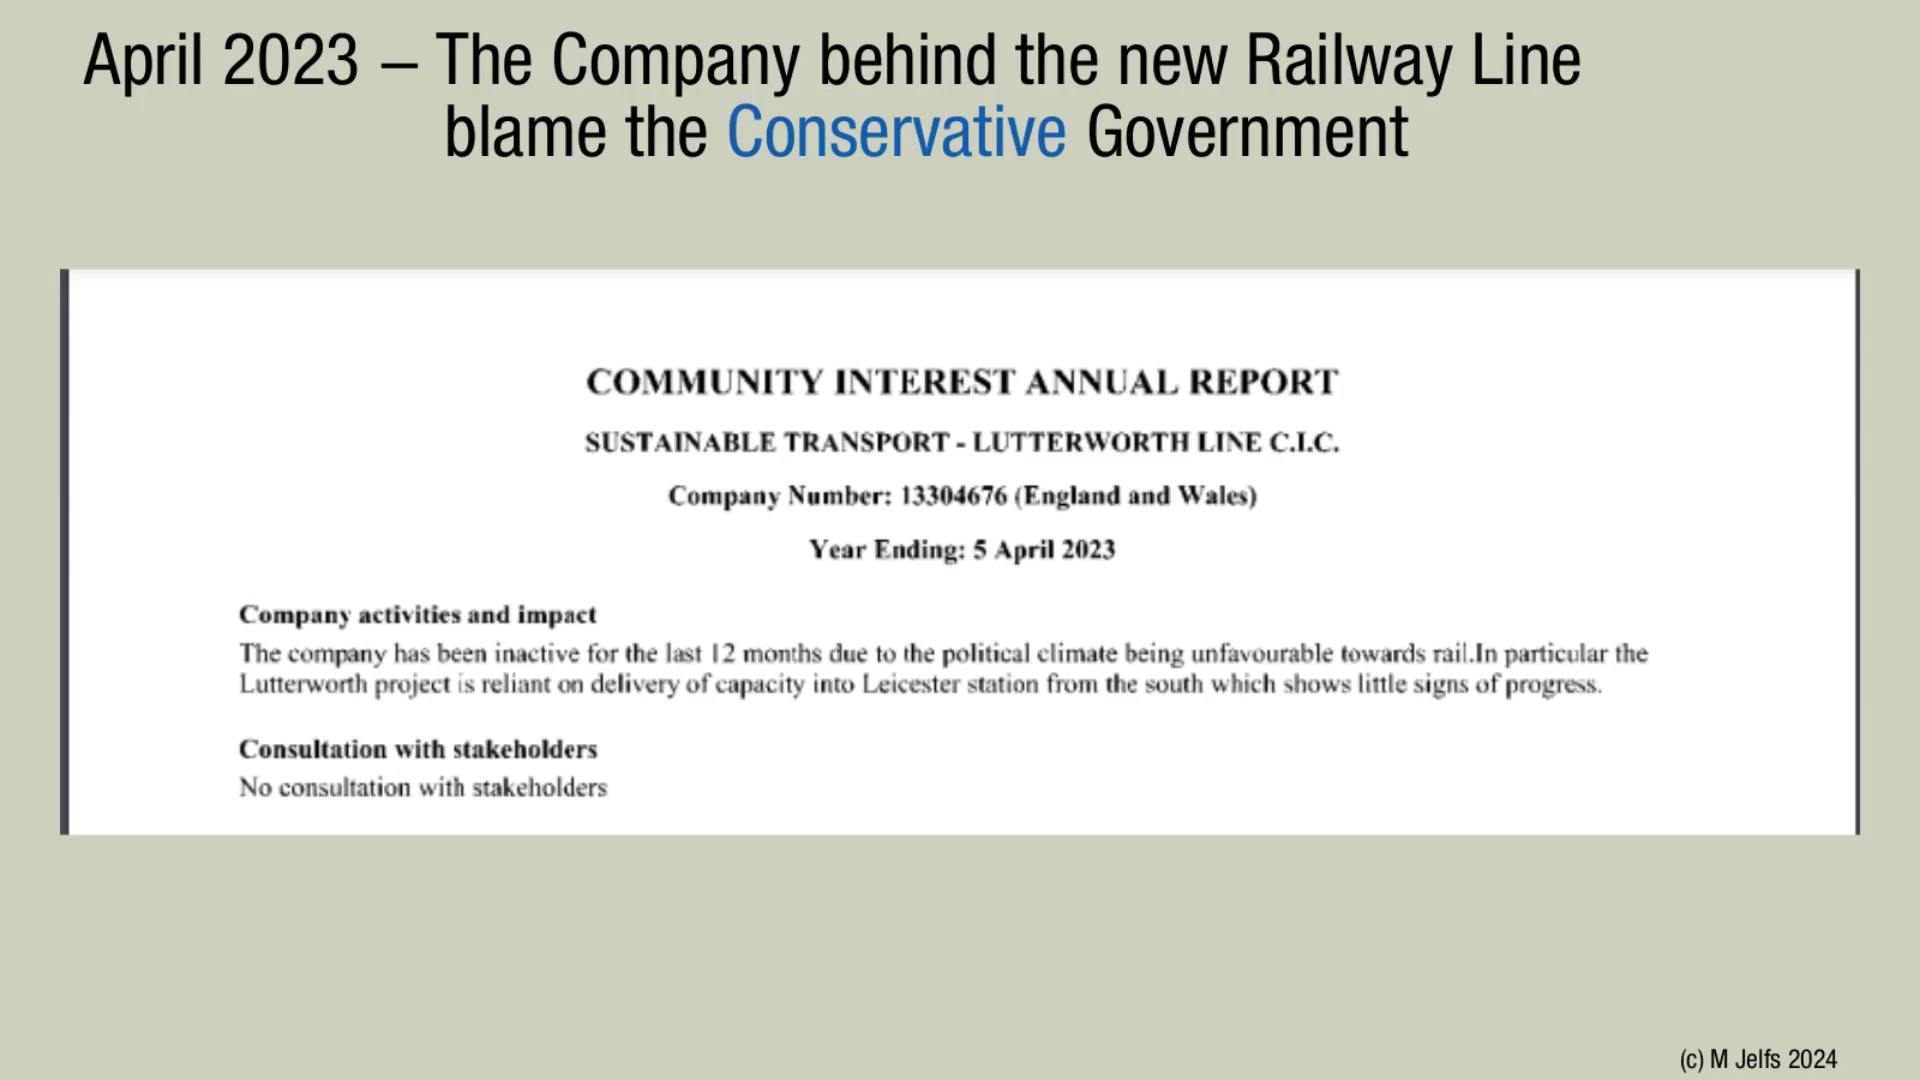 April 2023 – The Company behind the new Railway Line
blame the Conservative Government
COMMUNITY INTEREST ANNUAL REPORT
SUSTAINABLE TRANSPORT - LUTTERWORTH LINE C.I.C.
Company Number: 13304676 (England and Wales)
Year Ending: 5 April 2023
Company activities and impact
The company has been inactive for the last 12 months due to the political climate being unfavourable towards rail.In particular the
Lutterworth project is reliant on delivery of capacity into Leicester station from the south which shows little signs of progress.
Consultation with stakeholders
No consultation with stakeholders
(c) M Jelfs 2024